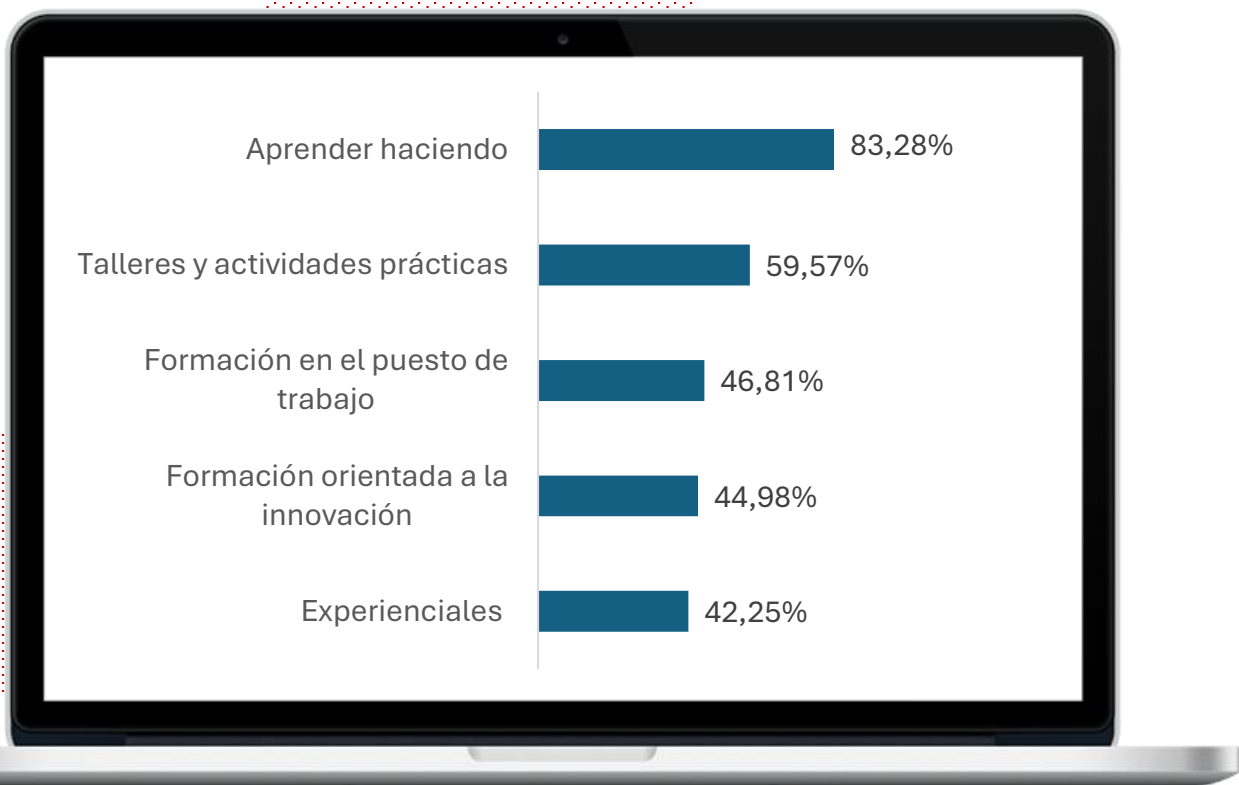 Aprender haciendo
83,28%
Talleres y actividades prácticas
59,57%
Formación en el puesto de
trabajo
46,81%
Formación orientada a la
innovación
44,98%
Experienciales
42,25%